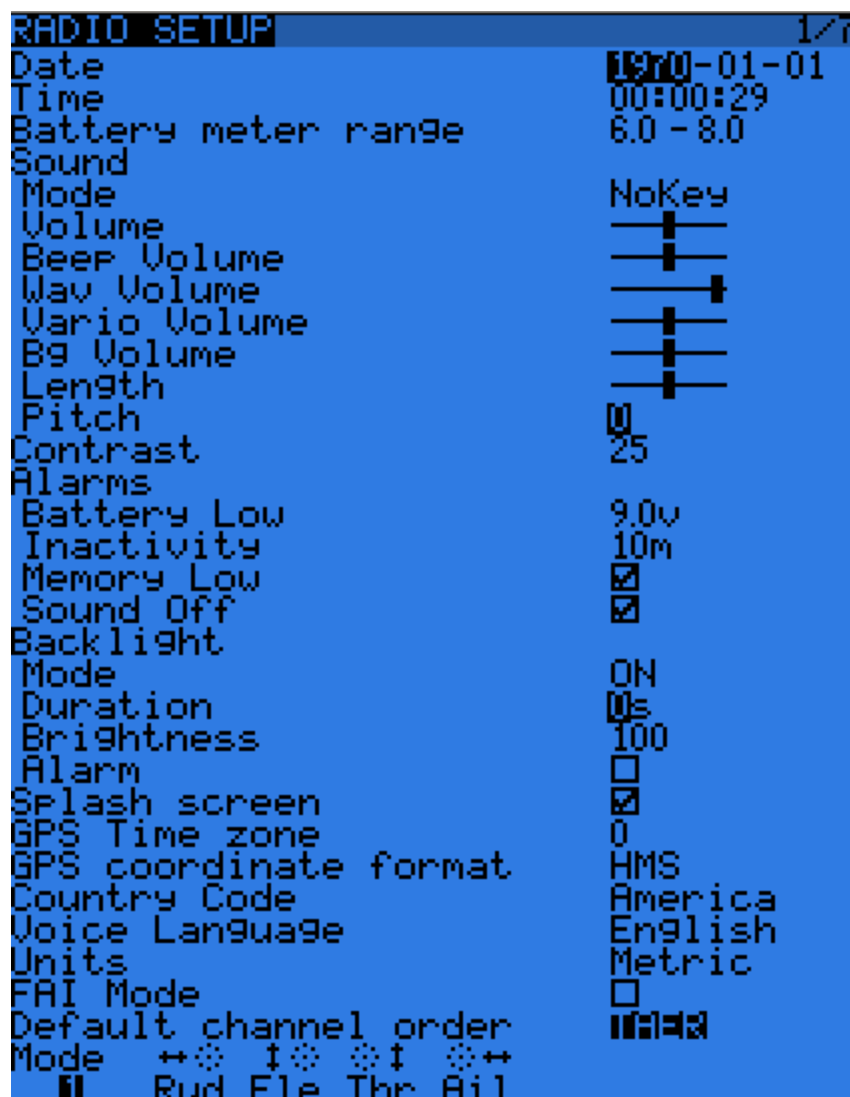 RADIO SETUP 1/7
Date 1970-01-01
Time 00:00:29
Battery meter range 6.0 - 8.0
Sound
Mode NoKey
Volume
Beep Volume
Wav Volume
Vario Volume
Bg Volume
Length
Pitch 0
Contrast 25
Alarms
Battery Low 9.0v
Inactivity 10m
Memory Low
Sound Off
Backlight
Mode ON
Duration 0s
Brightness 100
Alarm
Splash screen
GPS Time zone 0
GPS coordinate format HMS
Country Code America
Voice Language English
Units Metric
FAI Mode
Default channel order TAER
Mode
1 Rud Ele Thr Ail